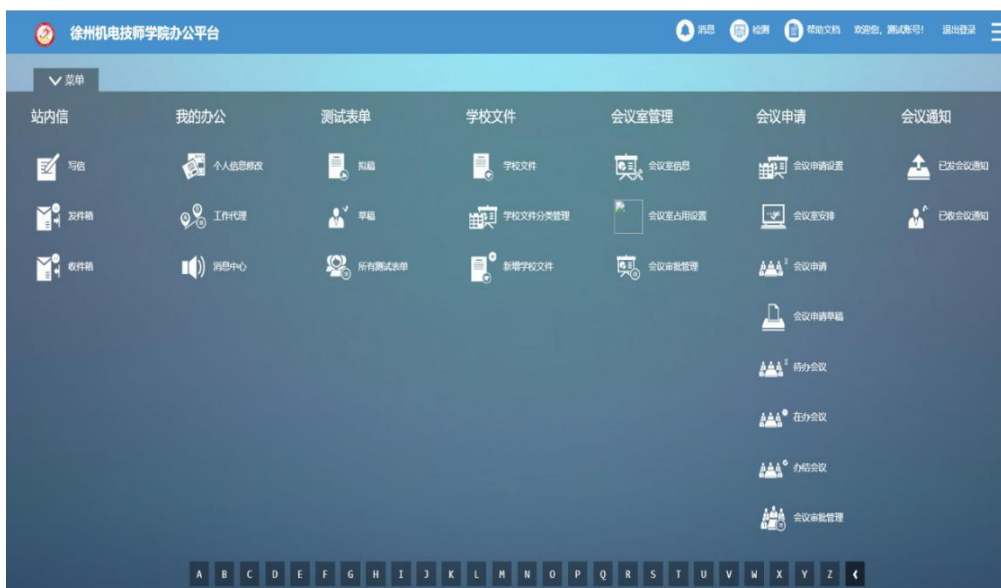 徐州机电技师学院办公平台
消息 检测 帮助文档 欢迎您，测试账号! 退出登录
菜单
站内信 我的办公 测试表单 学校文件 会议室管理 会议申请 会议通知
写信 个人信息修改 拟稿 学校文件 会议室信息 会议申请设置 已发会议通知
发件箱 工作代理 草稿 学校文件分类管理 会议室占用设置 会议室安排 已收会议通知
收件箱 消息中心 所有测试表单 新增学校文件 会议审批管理 会议申请
会议申请草稿
待办会议
在办会议
办结会议
会议审批管理
A B C D E F G H I J K L M N O P Q R S T U V W X Y Z